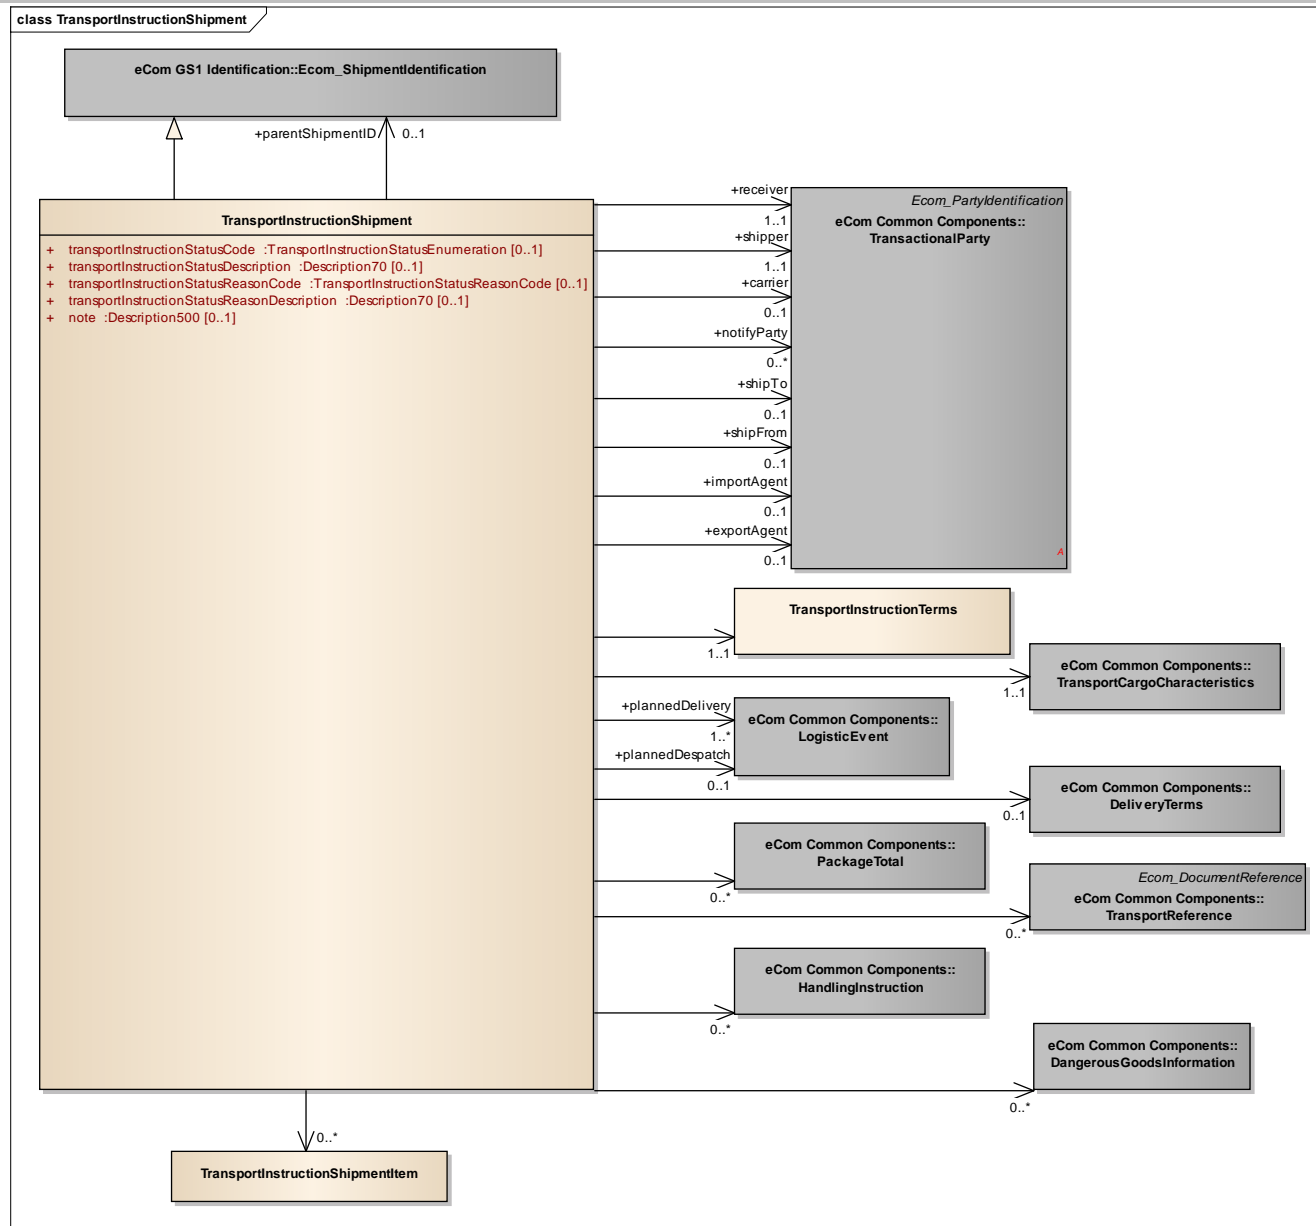 class TransportInstructionShipment
eCom GS1 Identification::Ecom_ShipmentIdentification
+parentShipmentID
0..1
TransportInstructionShipment
+ transportInstructionStatusCode :TransportInstructionStatusEnumeration [0..1]
+ transportInstructionStatusDescription :Description70 [0..1]
+ transportInstructionStatusReasonCode :TransportInstructionStatusReasonCode [0..1]
+ transportInstructionStatusReasonDescription :Description70 [0..1]
+ note :Description500 [0..1]
+receiver
1..1
+shipper
1..1
+carrier
0..1
+notifyParty
0..*
+shipTo
0..1
+shipFrom
0..1
+importAgent
0..1
+exportAgent
0..1
Ecom_PartyIdentification
eCom Common Components::
TransactionalParty
A
TransportInstructionTerms
1..1
eCom Common Components::
TransportCargoCharacteristics
1..1
+plannedDelivery
1..*
+plannedDespatch
0..1
eCom Common Components::
LogisticEvent
eCom Common Components::
DeliveryTerms
0..1
eCom Common Components::
PackageTotal
0..*
Ecom_DocumentReference
eCom Common Components::
TransportReference
0..*
eCom Common Components::
HandlingInstruction
0..*
eCom Common Components::
DangerousGoodsInformation
0..*
0..*
TransportInstructionShipmentItem